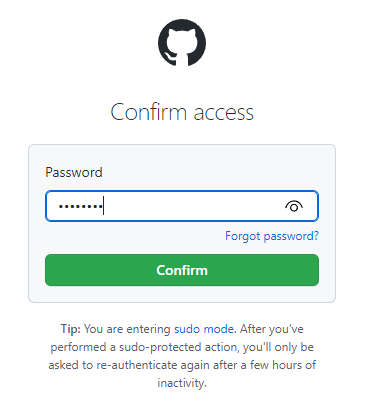 Confirm access
Password
••••••••
Forgot password?
Confirm
Tip: You are entering sudo mode. After you've
performed a sudo-protected action, you'll only be
asked to re-authenticate again after a few hours of
inactivity.